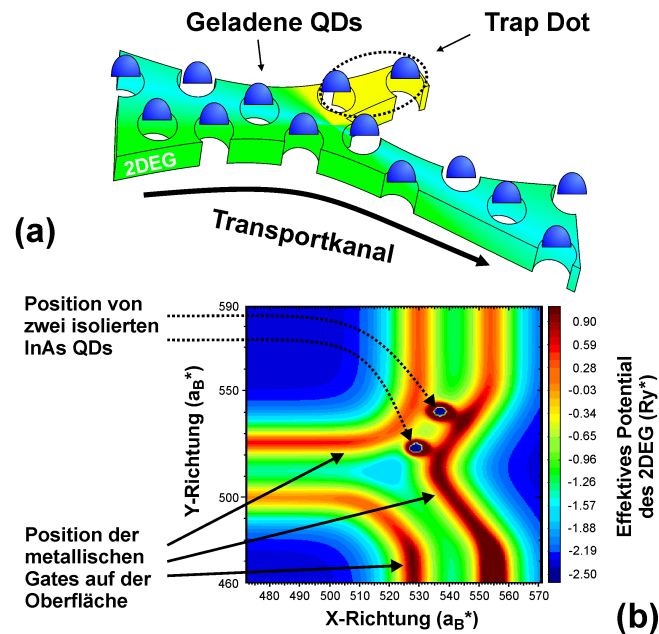 (a)
Geladene QDs
Trap Dot
2DEG
Transportkanal
Position von
zwei isolierten
InAs QDs
Position der
metallischen
Gates auf der
Oberfläche
Y-Richtung (aB*)
590
550
500
460
470 480 490 500 510 520 530 540 550 560 570
X-Richtung (aB*)
0.90
0.59
0.28
-0.03
-0.34
-0.65
-0.96
-1.26
-1.57
-1.88
-2.19
-2.50
Effektives Potential
des 2DEG (Ry*)
(b)